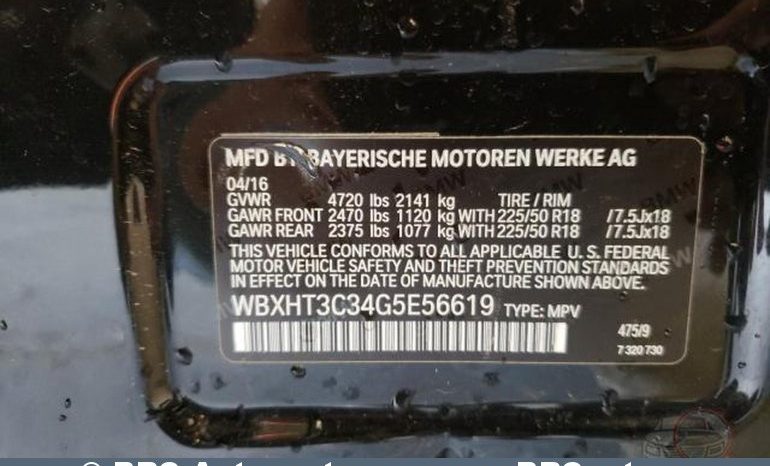 MFD BY BAYERISCHE MOTOREN WERKE AG
04/16
GVWR 4720 lbs 2141 kg TIRE / RIM
GAWR FRONT 2470 lbs 1120 kg WITH 225/50 R18 /7.5Jx18
GAWR REAR 2375 lbs 1077 kg WITH 225/50 R18 /7.5Jx18
THIS VEHICLE CONFORMS TO ALL APPLICABLE U. S. FEDERAL
MOTOR VEHICLE SAFETY AND THEFT PREVENTION STANDARDS
IN EFFECT ON THE DATE OF MANUFACTURE SHOWN ABOVE.
WBXHT3C34G5E56619 TYPE: MPV
475/9
7 320 730